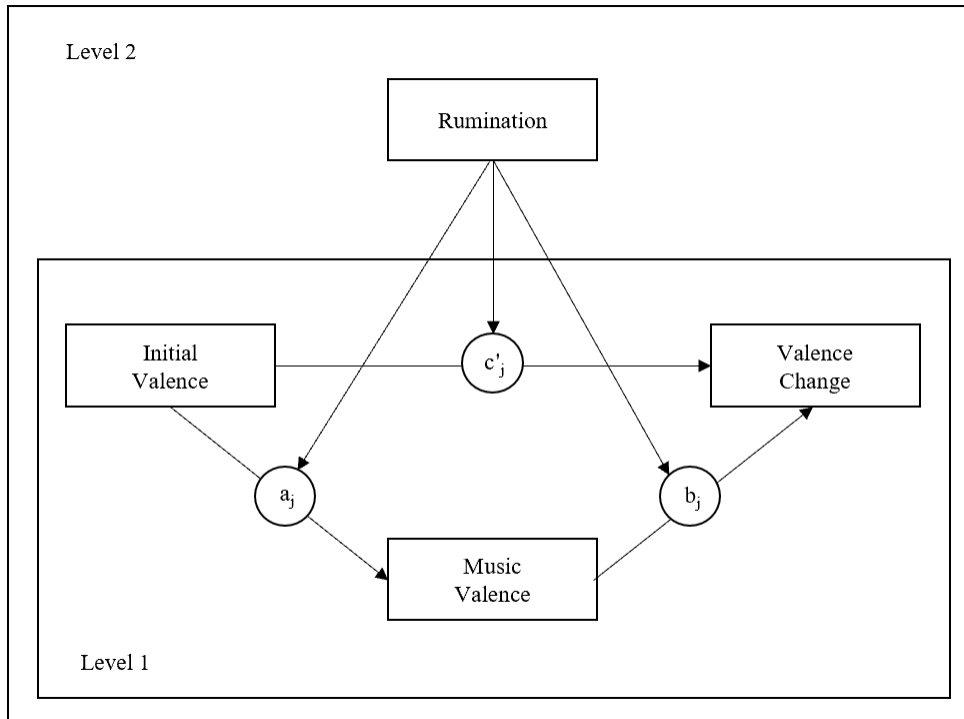 Level 2
Rumination
Initial
Valence
c'j
Valence
Change
aj
bj
Music
Valence
Level 1